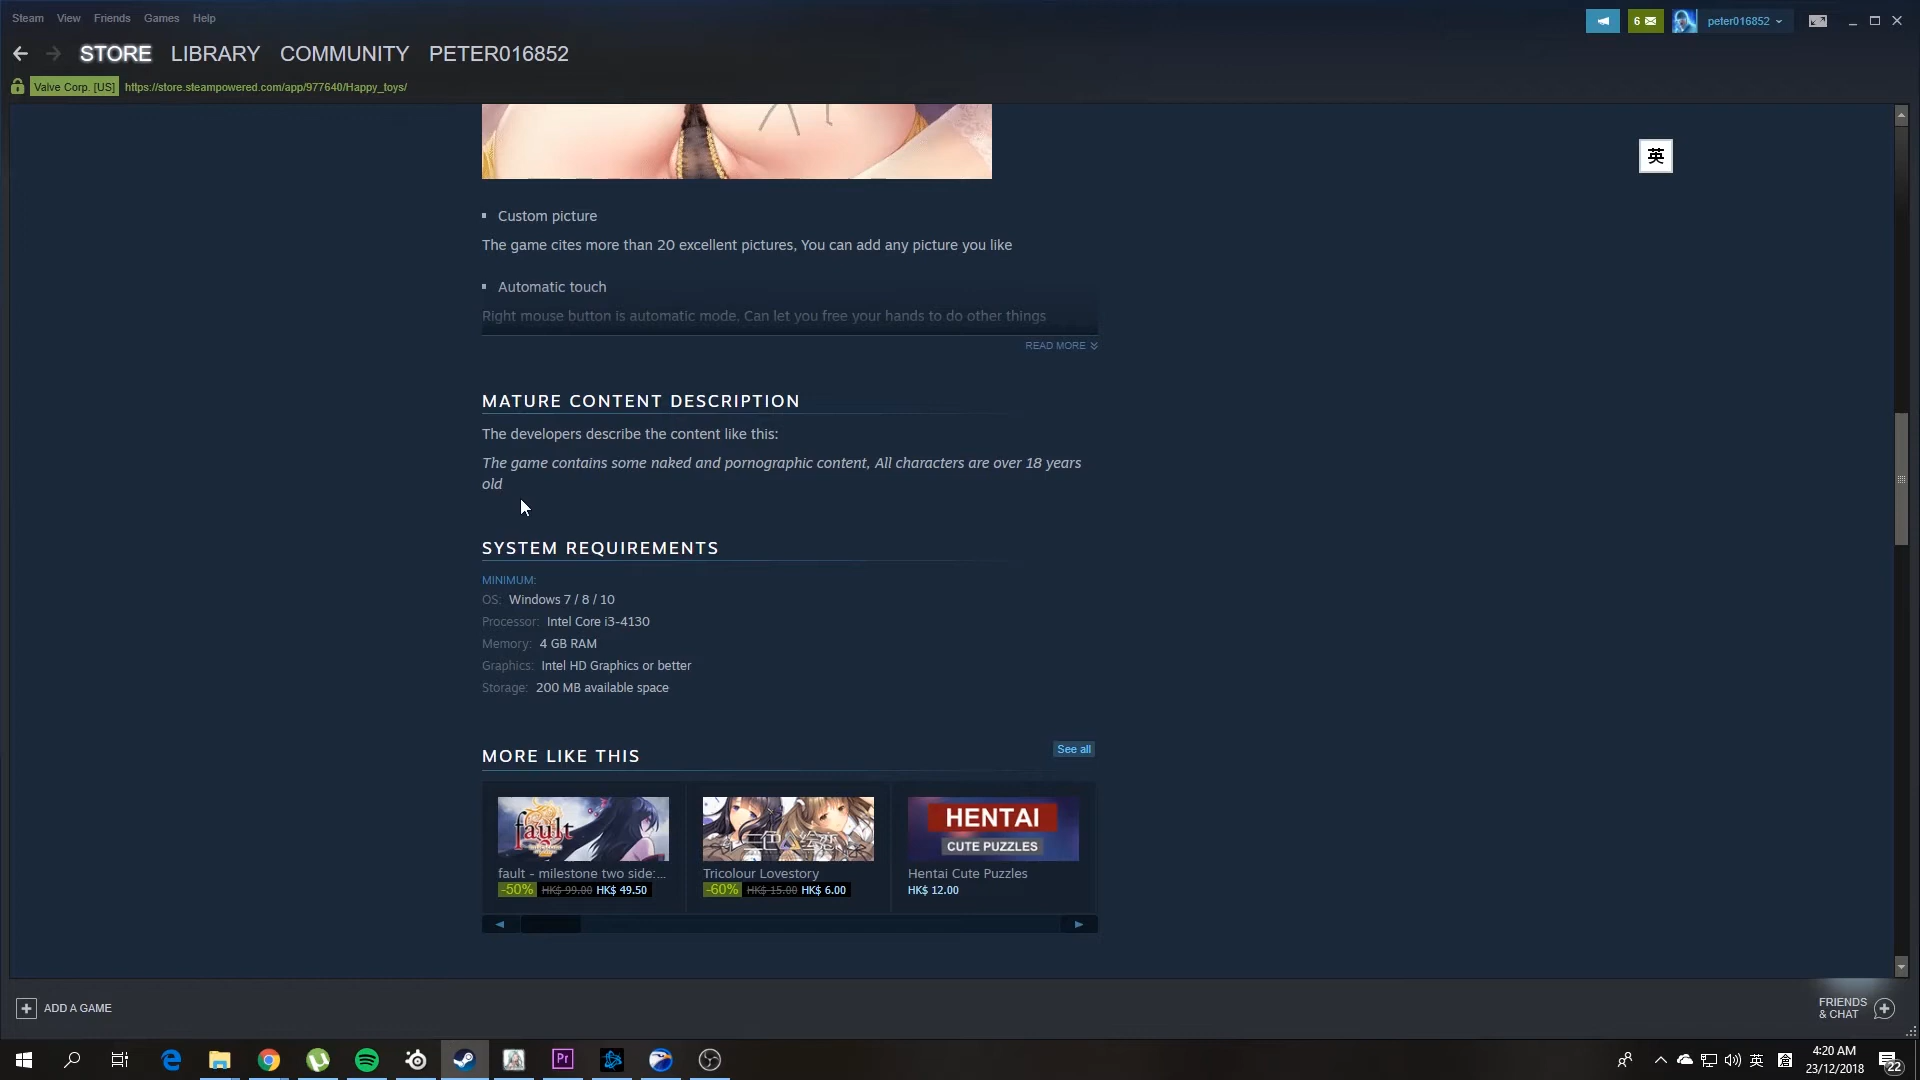 Steam View Friends Games Help
6
peter016852
STORE LIBRARY COMMUNITY PETER016852
Valve Corp. [US] https://store.steampowered.com/app/977640/Happy_toys/
英
Custom picture
The game cites more than 20 excellent pictures, You can add any picture you like
Automatic touch
Right mouse button is automatic mode. Can let you free your hands to do other things
READ MORE
MATURE CONTENT DESCRIPTION
The developers describe the content like this:
The game contains some naked and pornographic content, All characters are over 18 years
old
SYSTEM REQUIREMENTS
MINIMUM:
OS: Windows 7 / 8 / 10
Processor: Intel Core i3-4130
Memory: 4 GB RAM
Graphics: Intel HD Graphics or better
Storage: 200 MB available space
MORE LIKE THIS
See all
fault
三色绘恋
HENTAI
CUTE PUZZLES
fault - milestone two side:...
-50% HK$ 99.00 HK$ 49.50
Tricolour Lovestory
-60% HK$ 15.00 HK$ 6.00
Hentai Cute Puzzles
HK$ 12.00
ADD A GAME
FRIENDS
& CHAT
Pr
英
倉
4:20 AM
23/12/2018
22